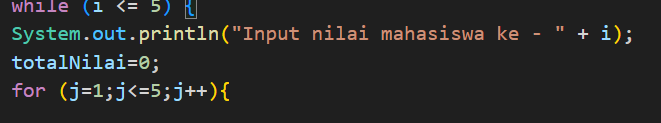 while (i <= 5) {
System.out.println("Input nilai mahasiswa ke - " + i);
totalNilai=0;
for (j=1;j<=5;j++){